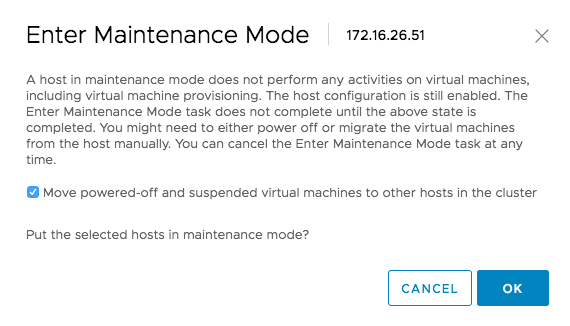 Enter Maintenance Mode 172.16.26.51
A host in maintenance mode does not perform any activities on virtual machines,
including virtual machine provisioning. The host configuration is still enabled. The
Enter Maintenance Mode task does not complete until the above state is
completed. You might need to either power off or migrate the virtual machines
from the host manually. You can cancel the Enter Maintenance Mode task at any
time.
Move powered-off and suspended virtual machines to other hosts in the cluster
Put the selected hosts in maintenance mode?
CANCEL OK